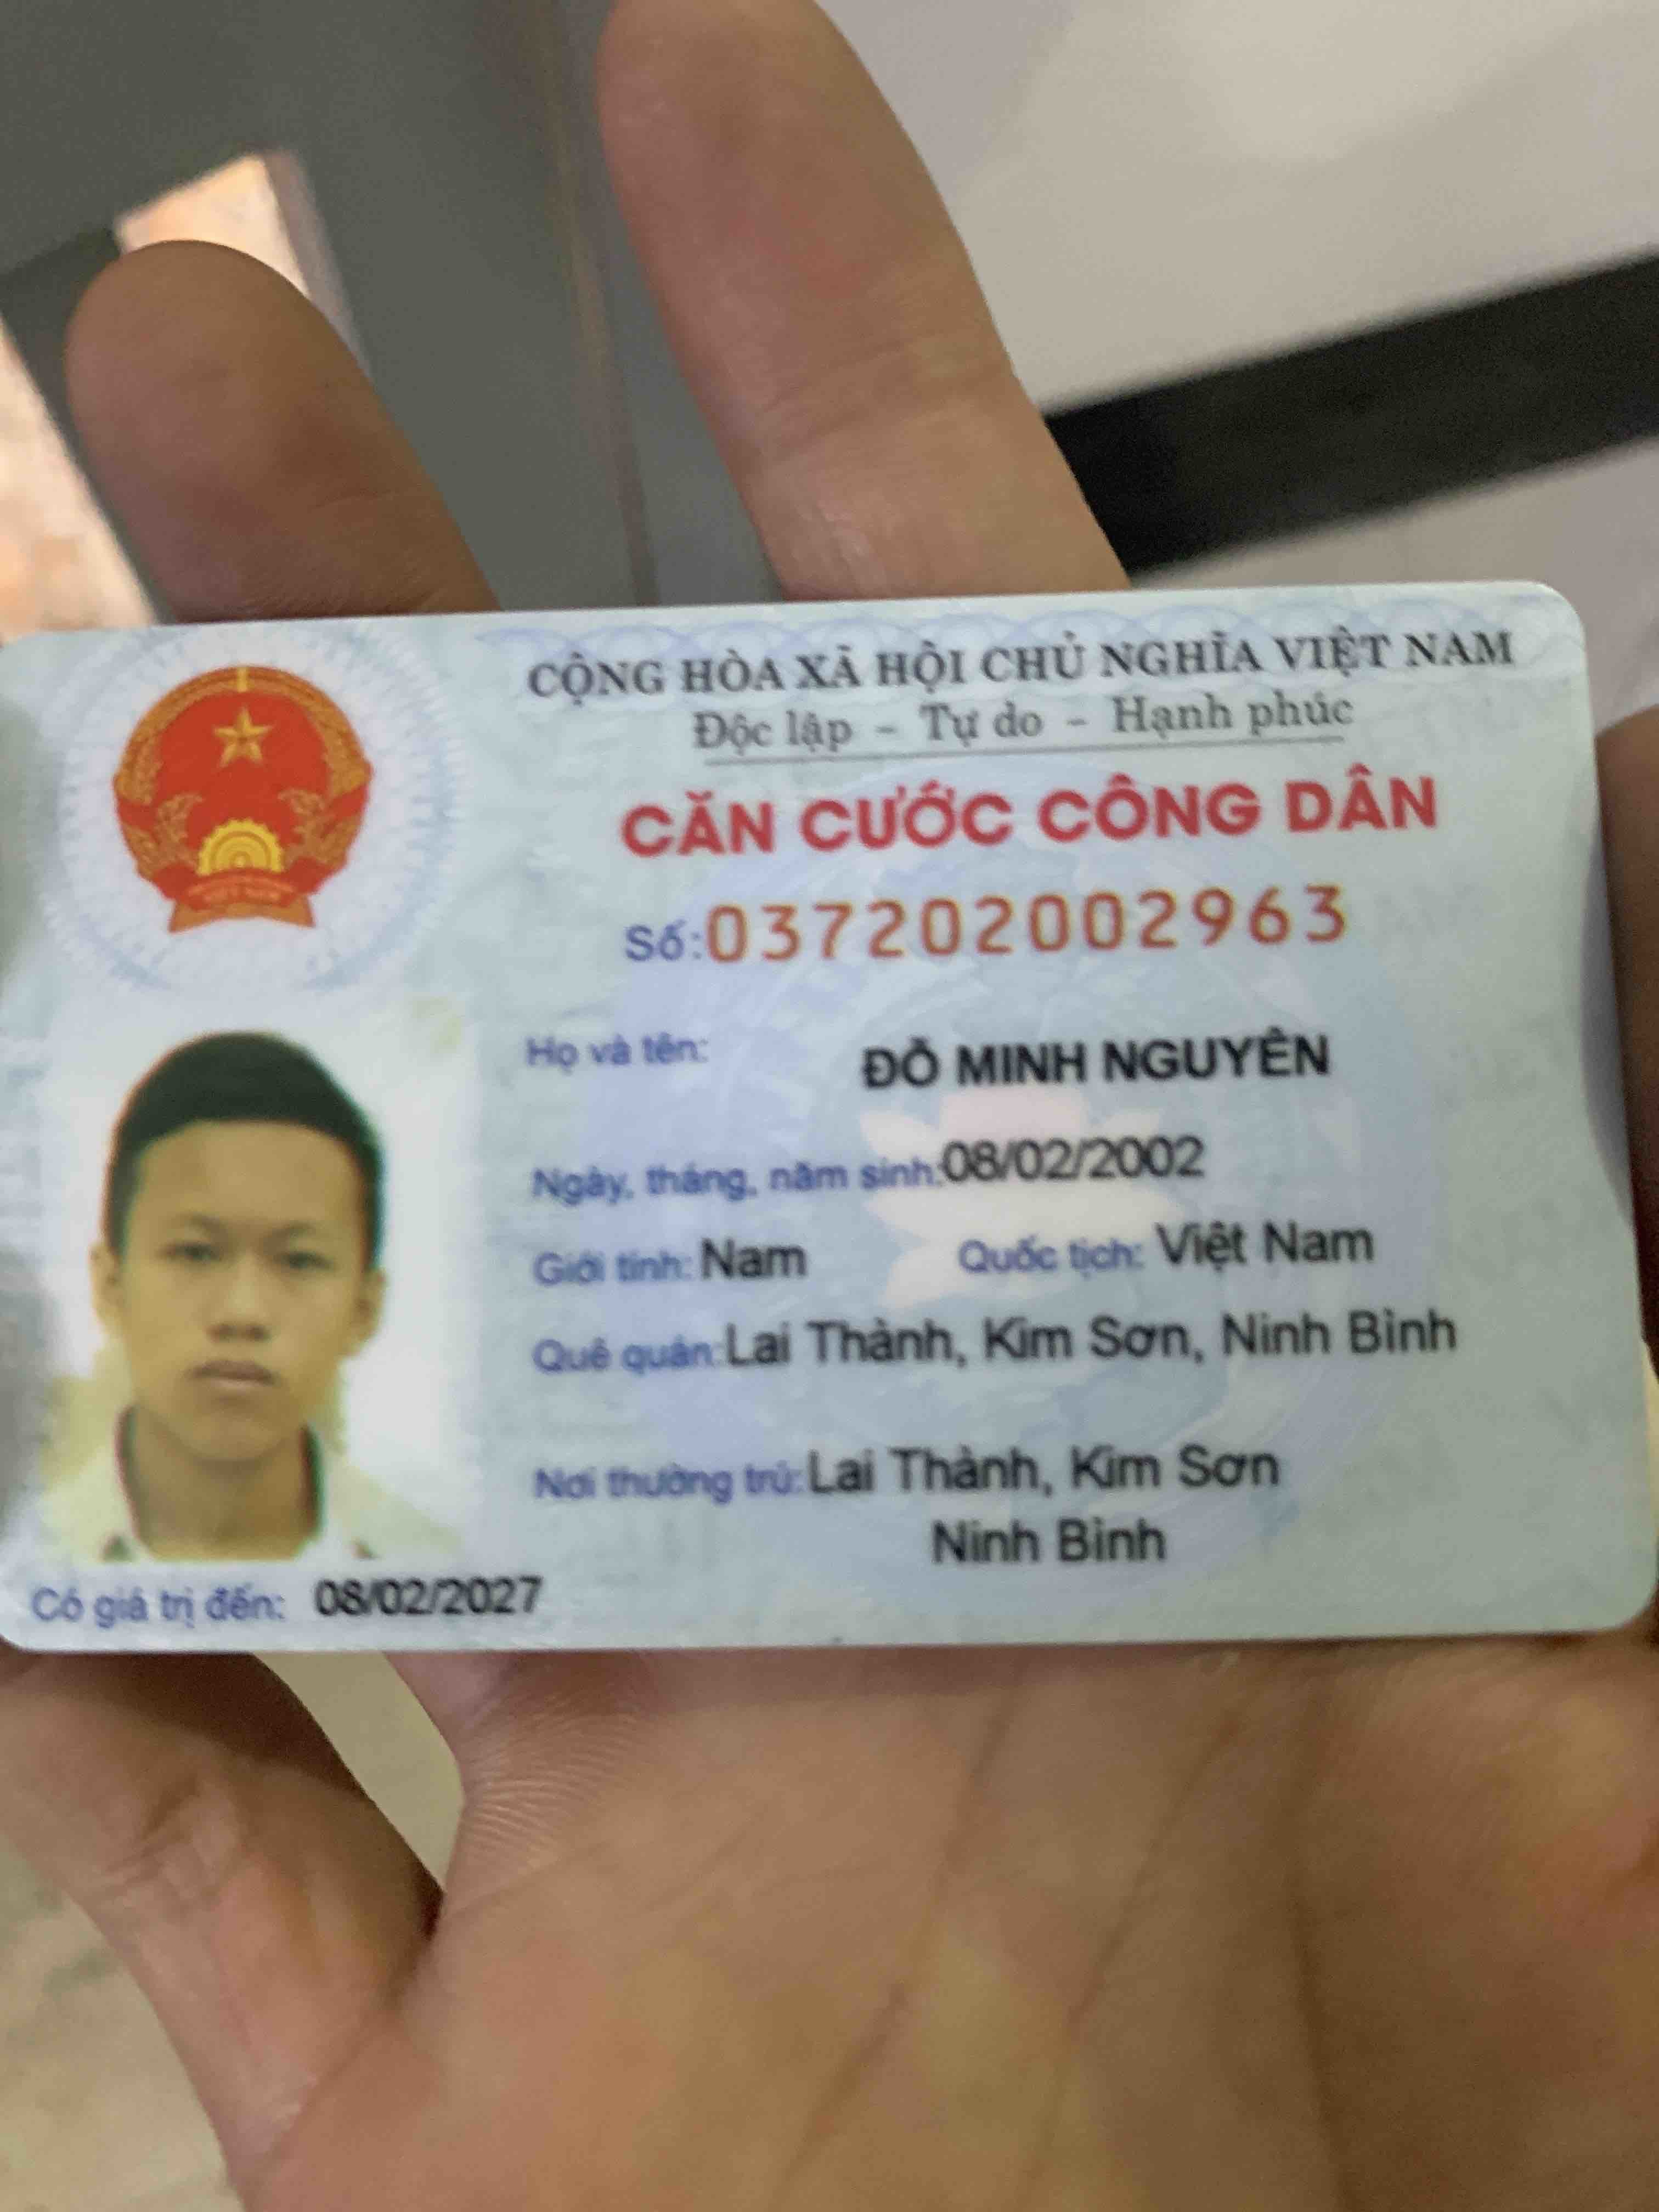 CỘNG HÒA XÃ HỘI CHỦ NGHĨA VIỆT NAM
Độc lập - Tự do - Hạnh phúc
CĂN CƯỚC CÔNG DÂN
Số: 037202002963
Họ và tên: ĐỖ MINH NGUYÊN
Ngày, tháng, năm sinh: 08/02/2002
Giới tính: Nam Quốc tịch: Việt Nam
Quê quán: Lai Thành, Kim Sơn, Ninh Bình
Nơi thường trú: Lai Thành, Kim Sơn
Ninh Bình
Có giá trị đến: 08/02/2027